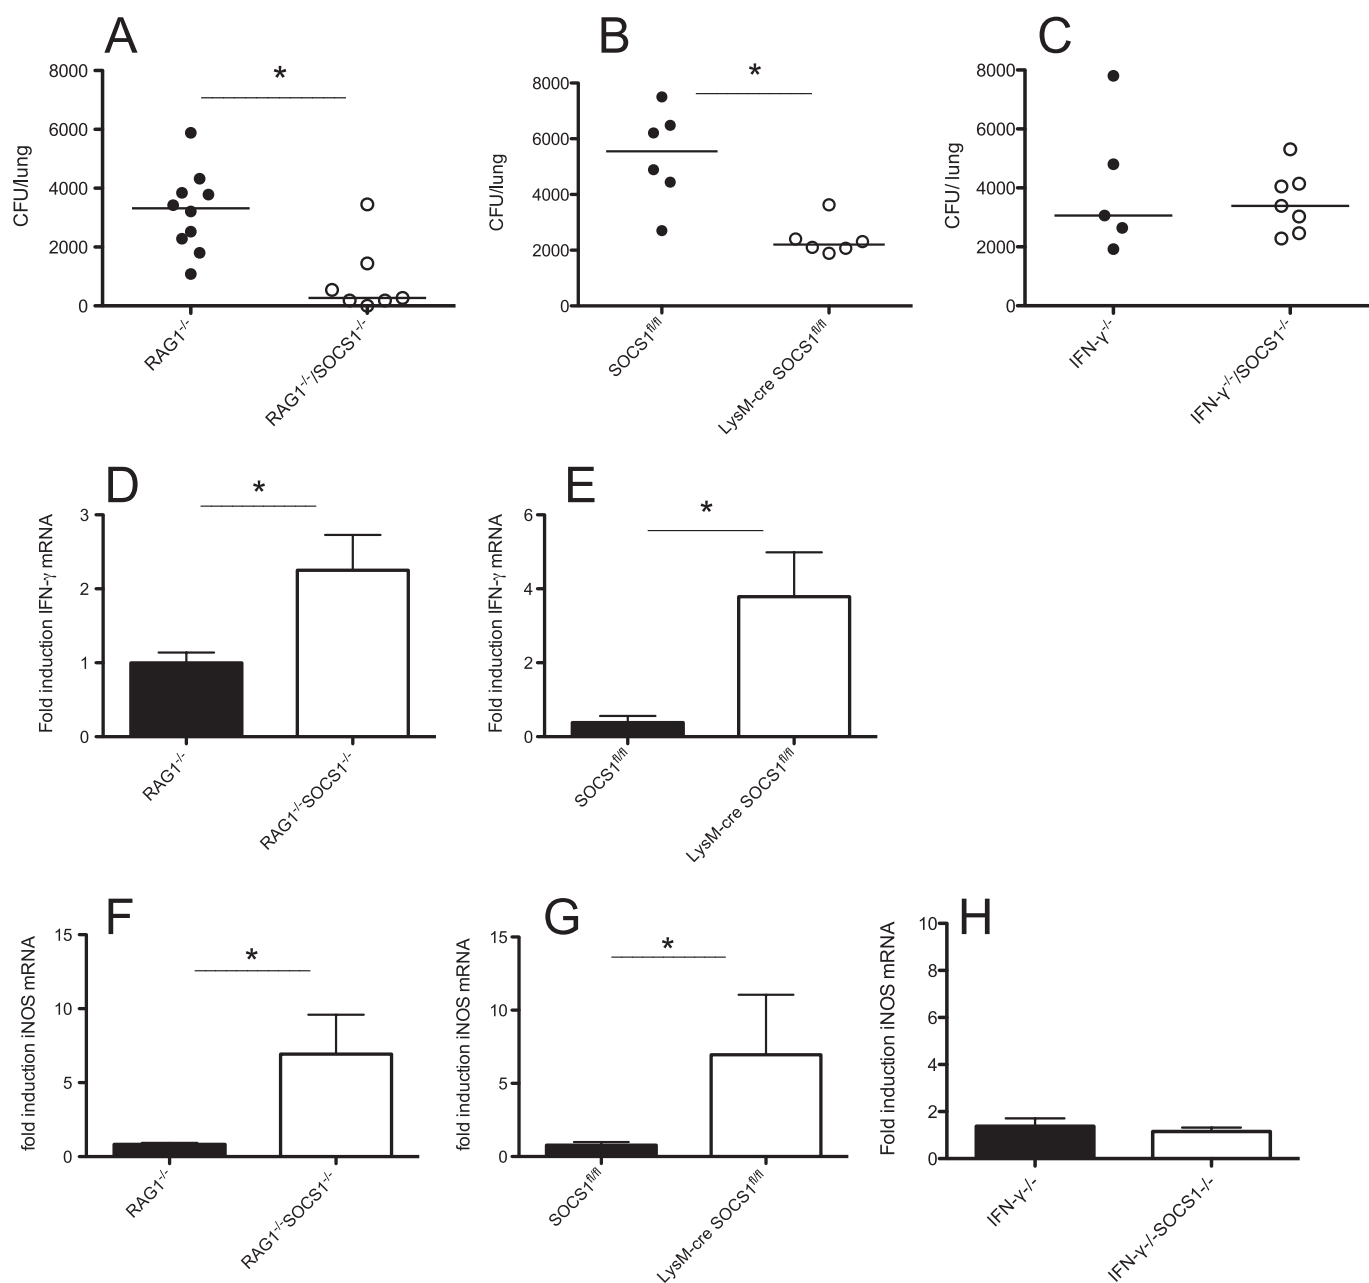 A
*
CFU/lung
8000
6000
4000
2000
0
RAG1-/-
RAG1-/-/SOCS1-/-
B
*
CFU/lung
8000
6000
4000
2000
0
SOCS1fl/fl
LysM-cre SOCS1fl/fl
C
CFU/ lung
8000
6000
4000
2000
0
IFN-γ-/-
IFN-γ-/-/SOCS1-/-
D
*
Fold induction IFN-γ mRNA
3
2
1
0
RAG1-/-
RAG1-/-SOCS1-/-
E
*
Fold induction IFN-γ mRNA
6
4
2
0
SOCS1fl/fl
LysM-cre SOCS1fl/fl
F
*
fold induction iNOS mRNA
15
10
5
0
RAG1-/-
RAG1-/-SOCS1-/-
G
*
fold induction iNOS mRNA
15
10
5
0
SOCS1fl/fl
LysM-cre SOCS1fl/fl
H
Fold induction iNOS mRNA
10
8
6
4
2
0
IFN-γ-/-
IFN-γ-/-SOCS1-/-